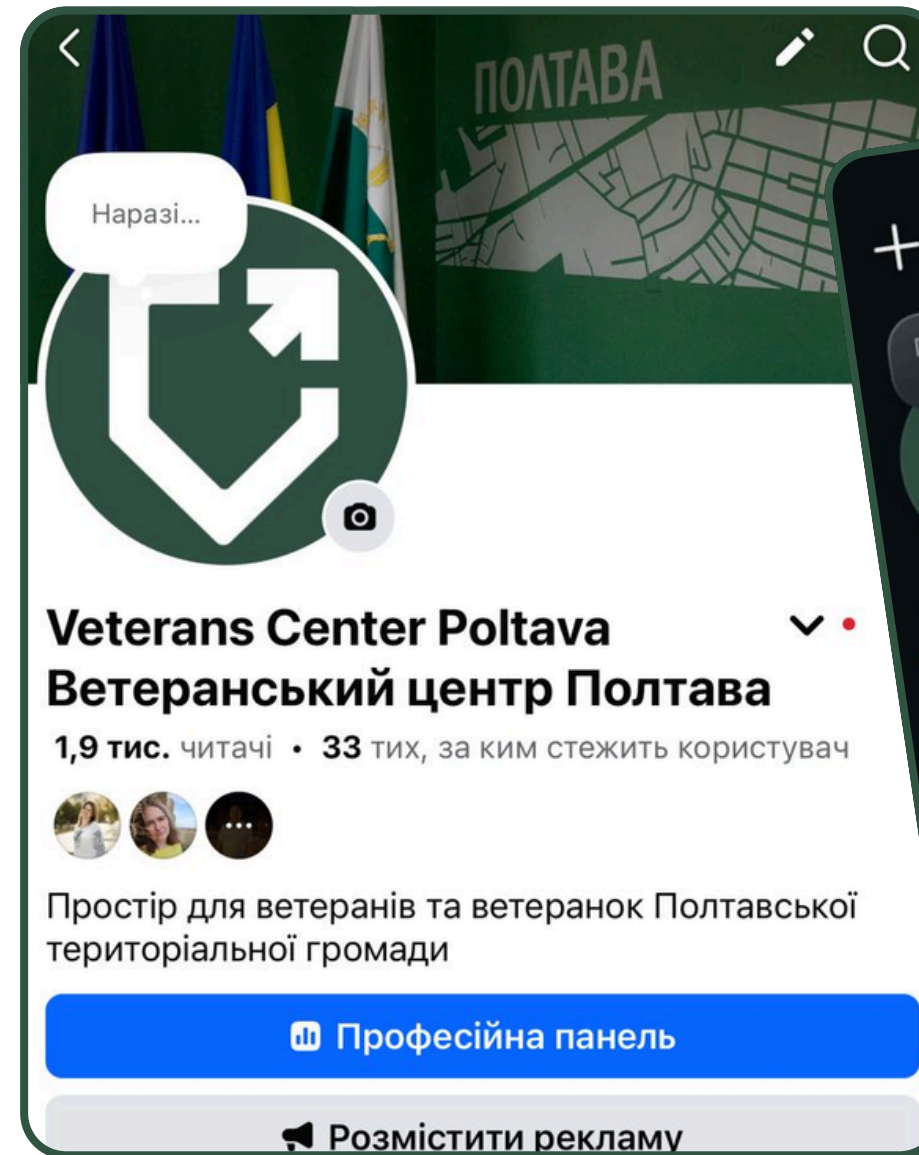 ПОЛТАВА
Наразі...
Veterans Center Poltava
Ветеранський центр Полтава
1,9 тис. читачі • 33 тих, за ким стежить користувач
Простір для ветеранів та ветеранок Полтавської
територіальної громади
Професійна панель
Розмістити рекламу